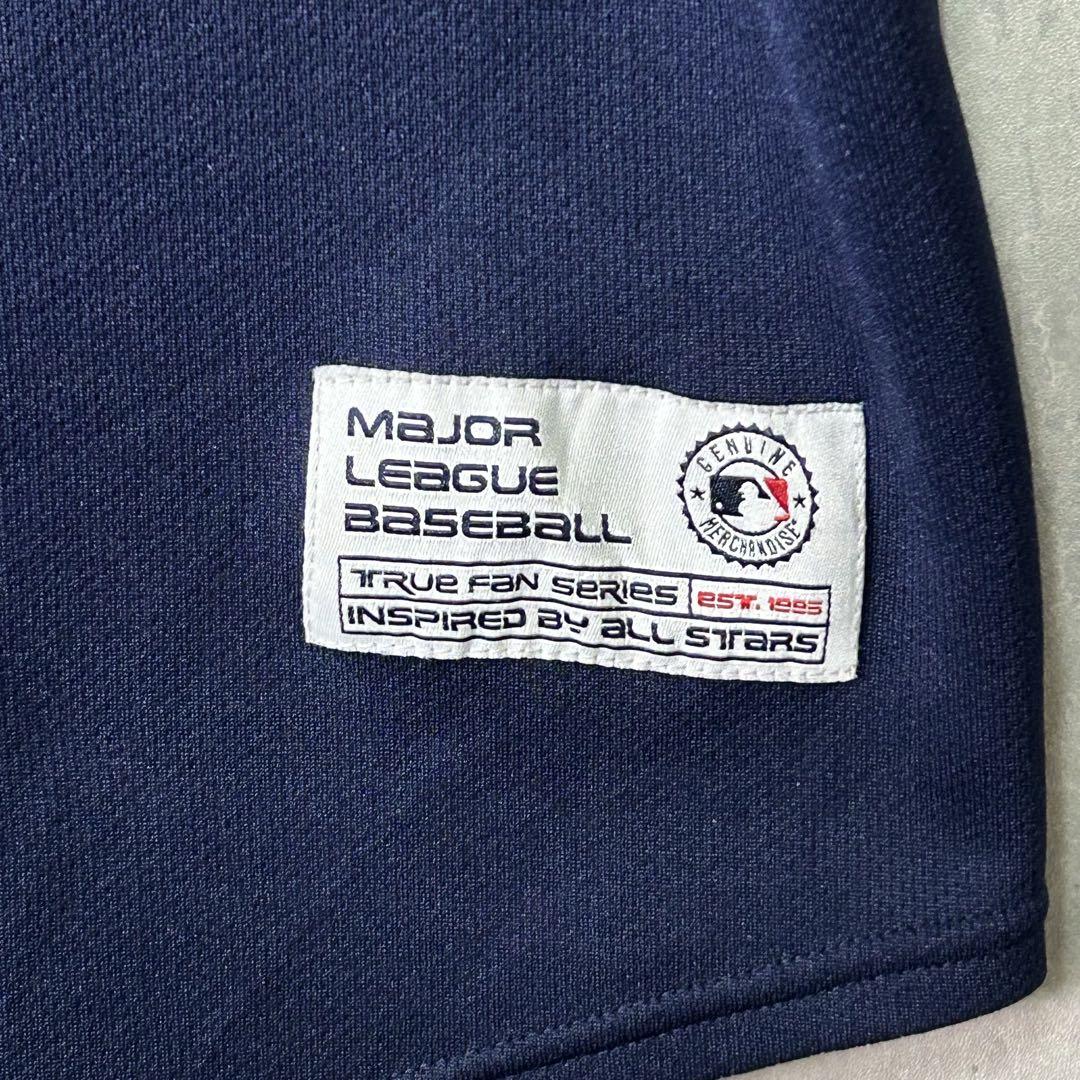 MaJOR
LEaGUE
BaSEBaLL
GENUINE
MERCHANDISE
TRUE Fan SERIES
EST. 1995
INSPIRED BY aLL STaRS